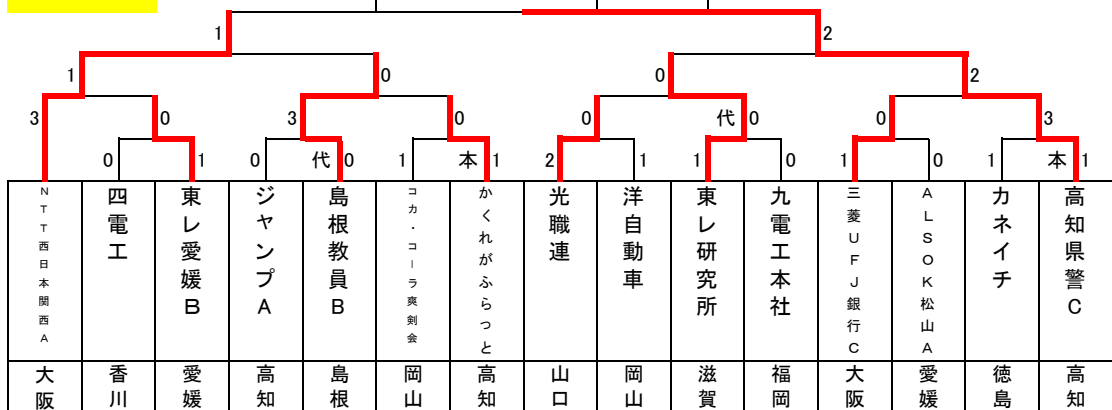 1 2
1 0 0 2
3 0 3 0 0 代 0 0 3
0 1 0 代 0 1 本 1 2 1 1 0 1 0 1 本 1
NTT西日本関西A
四電工
東レ愛媛B
ジャンプA
島根教員B
コカ・コーラ爽剣会
かくれがふらっと
光職連
洋自動車
東レ研究所
九電工本社
三菱UFJ銀行C
ALSOK松山A
カネイチ
高知県警C
大阪 香川 愛媛 高知 島根 岡山 高知 山口 岡山 滋賀 福岡 大阪 愛媛 徳島 高知